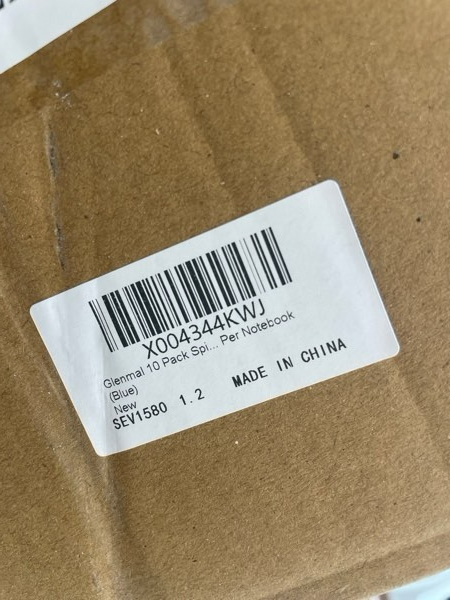 X004344KWJ
Glenmal 10 Pack Spi... Per Notebook
(Blue)
New
SEV1580 1.2 MADE IN CHINA